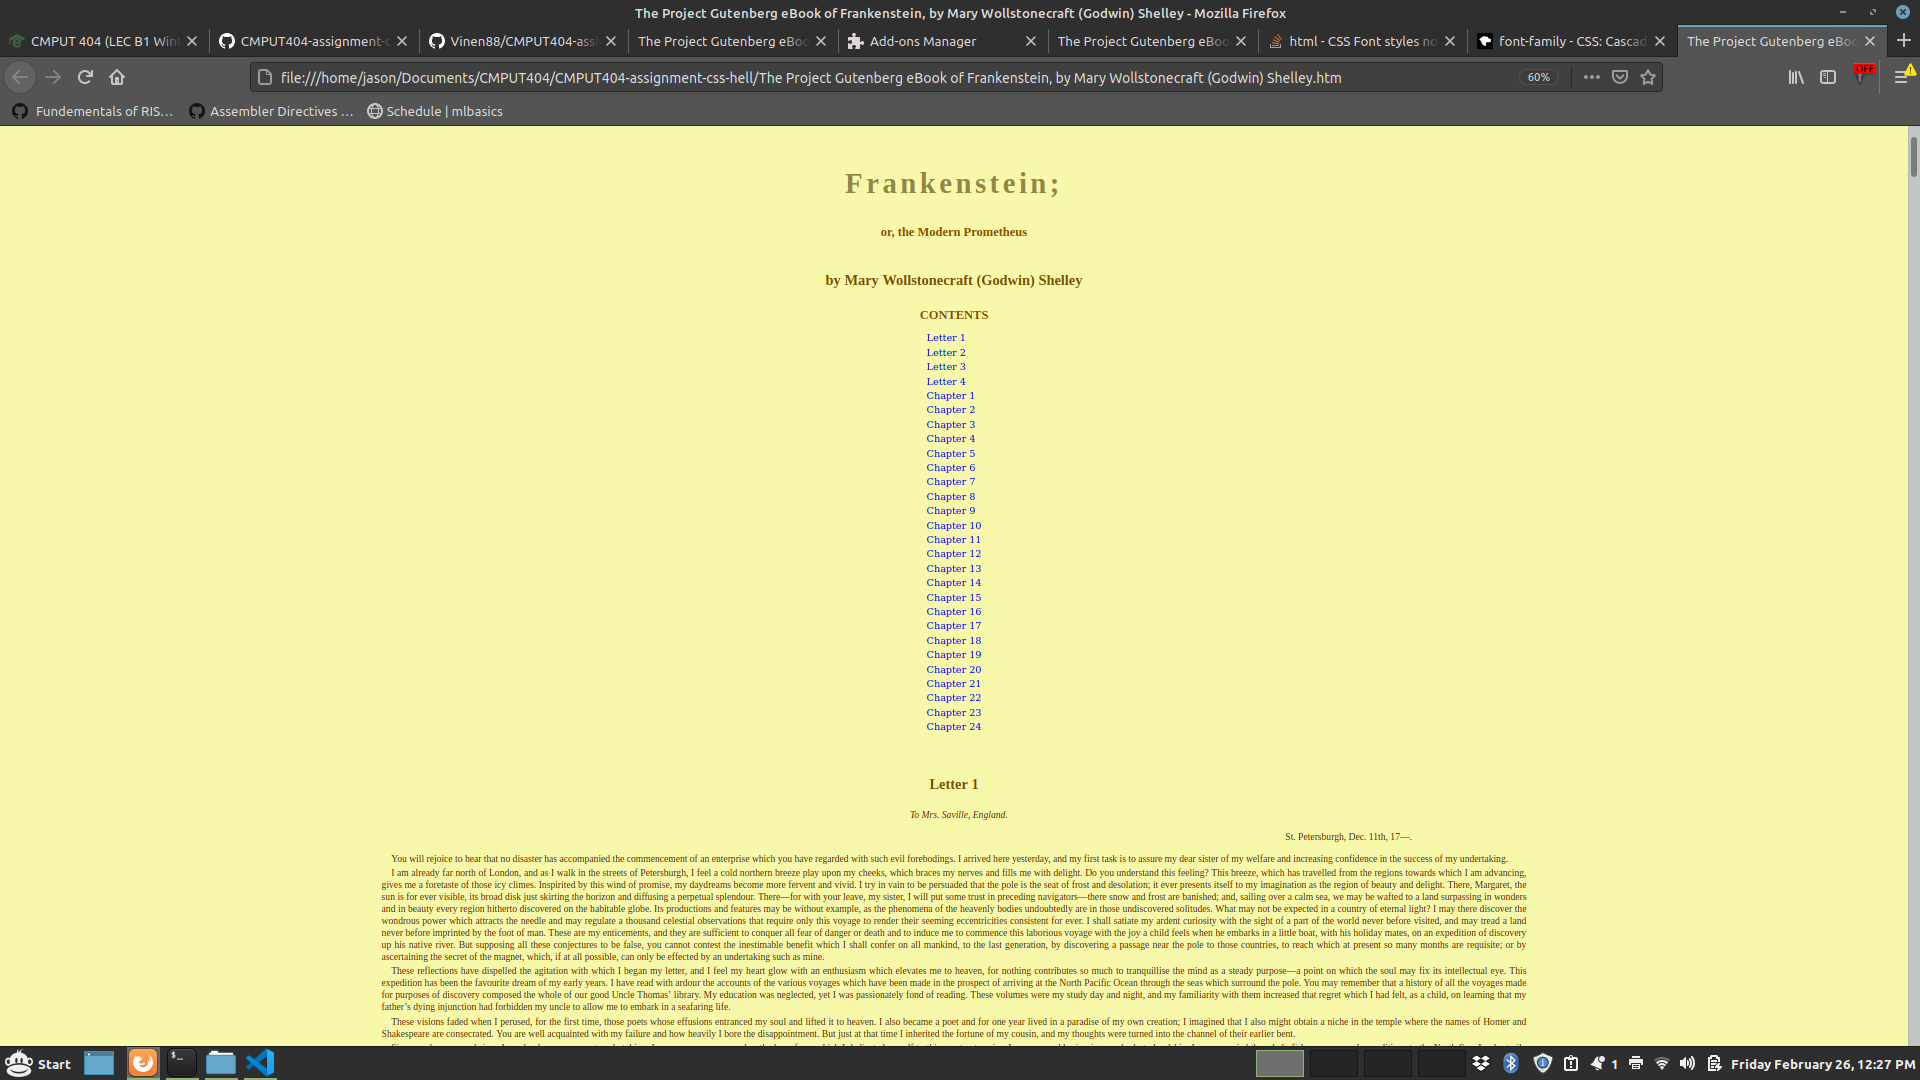 The Project Gutenberg eBook of Frankenstein, by Mary Wollstonecraft (Godwin) Shelley - Mozilla Firefox
CMPUT 404 (LEC B1 Wint
CMPUT404-assignment-
Vinen88/CMPUT404-assi
The Project Gutenberg eBoo
Add-ons Manager
The Project Gutenberg eBoo
html - CSS Font styles no
font-family - CSS: Cascad
The Project Gutenberg eBoo
file:///home/jason/Documents/CMPUT404/CMPUT404-assignment-css-hell/The Project Gutenberg eBook of Frankenstein, by Mary Wollstonecraft (Godwin) Shelley.htm
60%
OFF
Fundamentals of RIS…
Assembler Directives …
Schedule | mlbasics
Frankenstein;
or, the Modern Prometheus
by Mary Wollstonecraft (Godwin) Shelley
CONTENTS
Letter 1
Letter 2
Letter 3
Letter 4
Chapter 1
Chapter 2
Chapter 3
Chapter 4
Chapter 5
Chapter 6
Chapter 7
Chapter 8
Chapter 9
Chapter 10
Chapter 11
Chapter 12
Chapter 13
Chapter 14
Chapter 15
Chapter 16
Chapter 17
Chapter 18
Chapter 19
Chapter 20
Chapter 21
Chapter 22
Chapter 23
Chapter 24
Letter 1
To Mrs. Saville, England.
St. Petersburgh, Dec. 11th, 17—.
You will rejoice to hear that no disaster has accompanied the commencement of an enterprise which you have regarded with such evil forebodings. I arrived here yesterday, and my first task is to assure my dear sister of my welfare and increasing confidence in the success of my undertaking.
I am already far north of London, and as I walk in the streets of Petersburgh, I feel a cold northern breeze play upon my cheeks, which braces my nerves and fills me with delight. Do you understand this feeling? This breeze, which has travelled from the regions towards which I am advancing,
gives me a foretaste of those icy climes. Inspirited by this wind of promise, my daydreams become more fervent and vivid. I try in vain to be persuaded that the pole is the seat of frost and desolation; it ever presents itself to my imagination as the region of beauty and delight. There, Margaret, the
sun is for ever visible, its broad disk just skirting the horizon and diffusing a perpetual splendour. There—for with your leave, my sister, I will put some trust in preceding navigators—there snow and frost are banished; and, sailing over a calm sea, we may be wafted to a land surpassing in wonders
and in beauty every region hitherto discovered on the habitable globe. Its productions and features may be without example, as the phenomena of the heavenly bodies undoubtedly are in those undiscovered solitudes. What may not be expected in a country of eternal light? I may there discover the
wondrous power which attracts the needle and may regulate a thousand celestial observations that require only this voyage to render their seeming eccentricities consistent for ever. I shall satiate my ardent curiosity with the sight of a part of the world never before visited, and may tread a land
never before imprinted by the foot of man. These are my enticements, and they are sufficient to conquer all fear of danger or death and to induce me to commence this laborious voyage with the joy a child feels when he embarks in a little boat, with his holiday mates, on an expedition of discovery
up his native river. But supposing all these conjectures to be false, you cannot contest the inestimable benefit which I shall confer on all mankind, to the last generation, by discovering a passage near the pole to those countries, to reach which at present so many months are requisite; or by
ascertaining the secret of the magnet, which, if at all possible, can only be effected by an undertaking such as mine.
These reflections have dispelled the agitation with which I began my letter, and I feel my heart glow with an enthusiasm which elevates me to heaven, for nothing contributes so much to tranquillise the mind as a steady purpose—a point on which the soul may fix its intellectual eye. This
expedition has been the favourite dream of my early years. I have read with ardour the accounts of the various voyages which have been made in the prospect of arriving at the North Pacific Ocean through the seas which surround the pole. You may remember that a history of all the voyages made
for purposes of discovery composed the whole of our good Uncle Thomas’ library. My education was neglected, yet I was passionately fond of reading. These volumes were my study day and night, and my familiarity with them increased that regret which I had felt, as a child, on learning that my
father’s dying injunction had forbidden my uncle to allow me to embark in a seafaring life.
These visions faded when I perused, for the first time, those poets whose effusions entranced my soul and lifted it to heaven. I also became a poet and for one year lived in a paradise of my own creation; I imagined that I also might obtain a niche in the temple where the names of Homer and
Shakespeare are consecrated. You are well acquainted with my failure and how heavily I bore the disappointment. But just at that time I inherited the fortune of my cousin, and my thoughts were turned into the channel of their earlier bent.
Start
1
Friday February 26, 12:27 PM